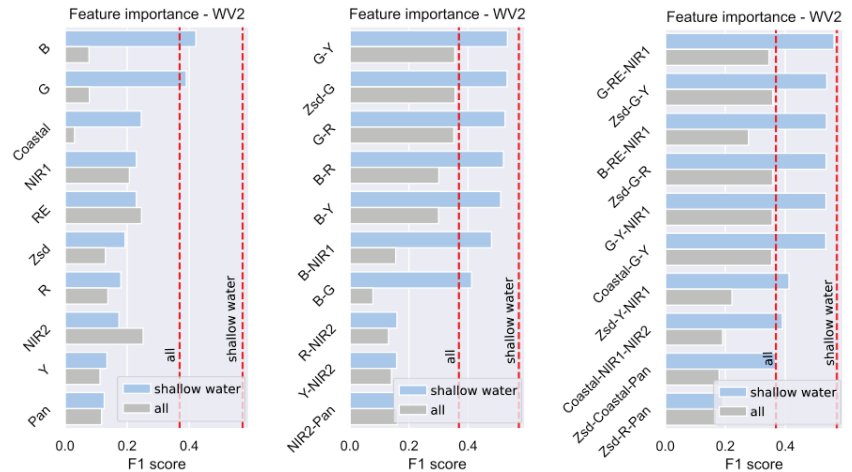 Feature importance - WV2
B
G
Coastal
NIR1
RE
Zsd
R
NIR2
Y
Pan
all
shallow water
shallow water
all
0.0 0.2 0.4
F1 score
Feature importance - WV2
G-Y
Zsd-G
G-R
B-R
B-Y
B-NIR1
B-G
R-NIR2
Y-NIR2
NIR2-Pan
all
shallow water
shallow water
all
0.0 0.2 0.4
F1 score
Feature importance - WV2
G-RE-NIR1
Zsd-G-Y
B-RE-NIR1
Zsd-G-R
G-Y-NIR1
Coastal-G-Y
Zsd-Y-NIR1
Coastal-NIR1-NIR2
Zsd-Coastal-Pan
Zsd-R-Pan
all
shallow water
shallow water
all
0.0 0.2 0.4
F1 score